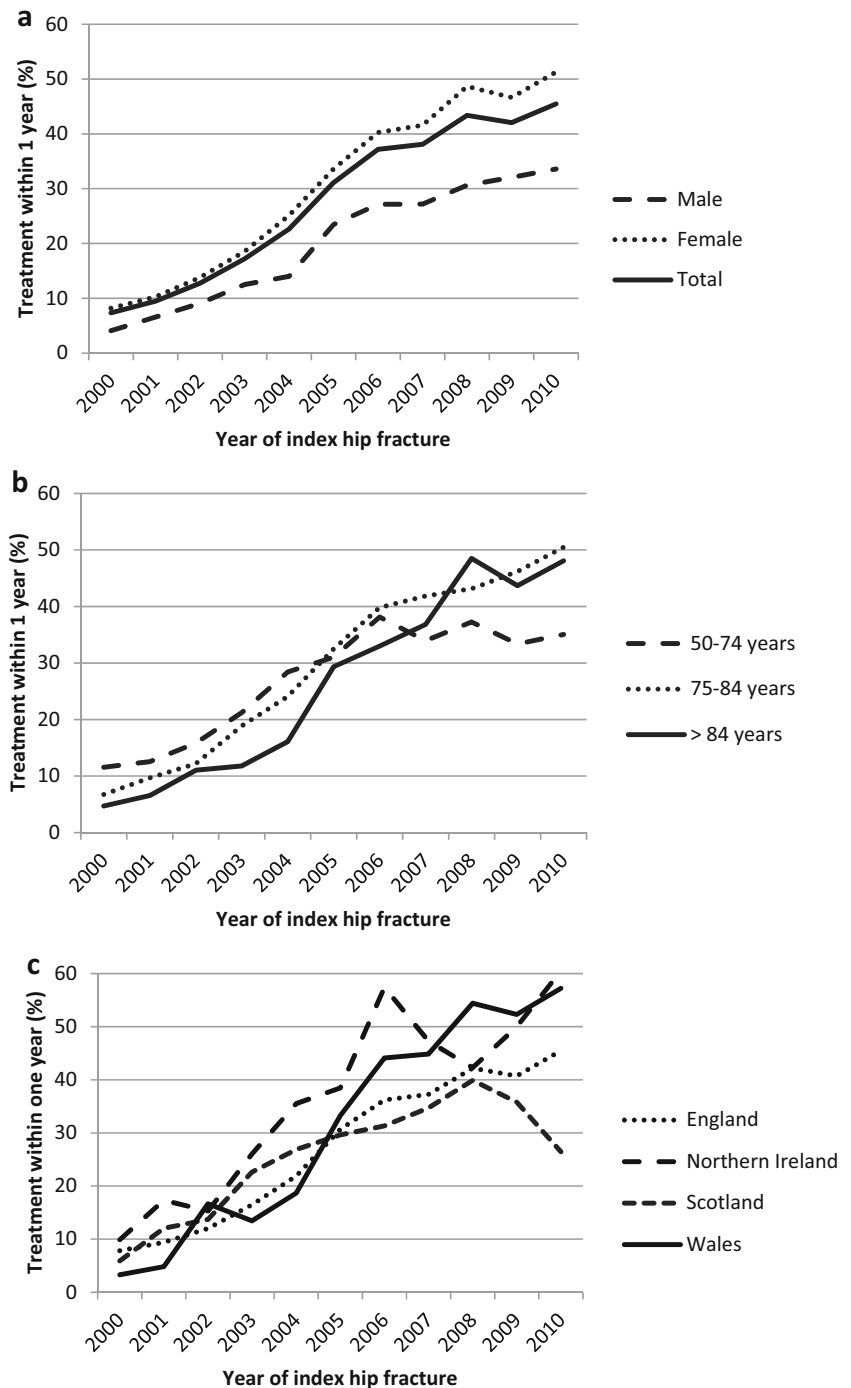 a
Treatment within 1 year (%)
60
50
40
30
20
10
0
2000
2001
2002
2003
2004
2005
2006
2007
2008
2009
2010
Year of index hip fracture
Male
Female
Total
b
Treatment within 1 year (%)
60
50
40
30
20
10
0
2000
2001
2002
2003
2004
2005
2006
2007
2008
2009
2010
Year of index hip fracture
50-74 years
75-84 years
> 84 years
c
Treatment within one year (%)
60
50
40
30
20
10
0
2000
2001
2002
2003
2004
2005
2006
2007
2008
2009
2010
Year of index hip fracture
England
Northern Ireland
Scotland
Wales